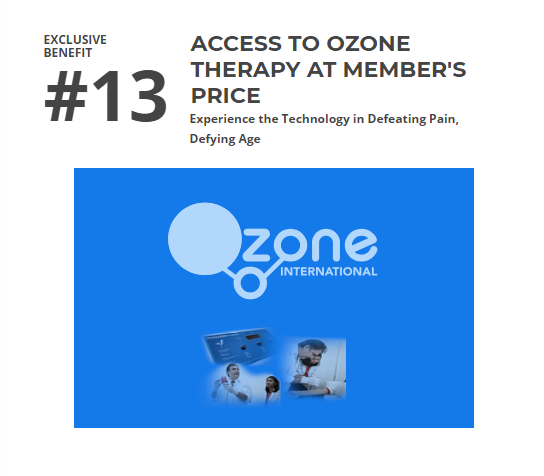 EXCLUSIVE
BENEFIT
#13
ACCESS TO OZONE
THERAPY AT MEMBER'S
PRICE
Experience the Technology in Defeating Pain,
Defying Age
Ozone
INTERNATIONAL